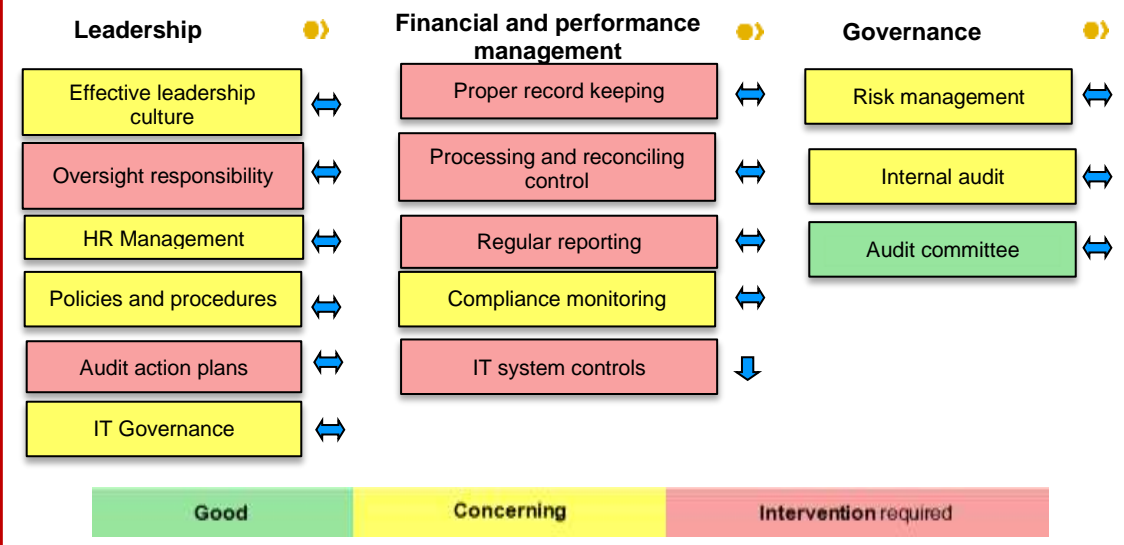 Leadership
Effective leadership
culture
Oversight responsibility
HR Management
Policies and procedures
Audit action plans
IT Governance
Financial and performance
management
Proper record keeping
Processing and reconciling
control
Regular reporting
Compliance monitoring
IT system controls
Governance
Risk management
Internal audit
Audit committee
Good
Concerning
Intervention required